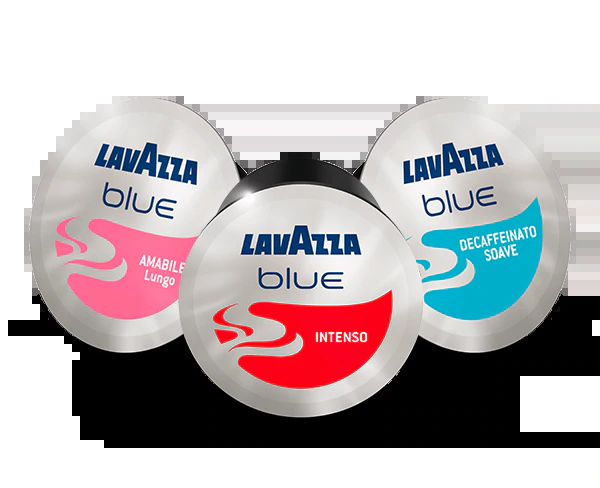 LAVAZZA
blue
AMABILE
Lungo
LAVAZZA
blue
INTENSO
LAVAZZA
blue
DECAFFEINATO
SOAVE